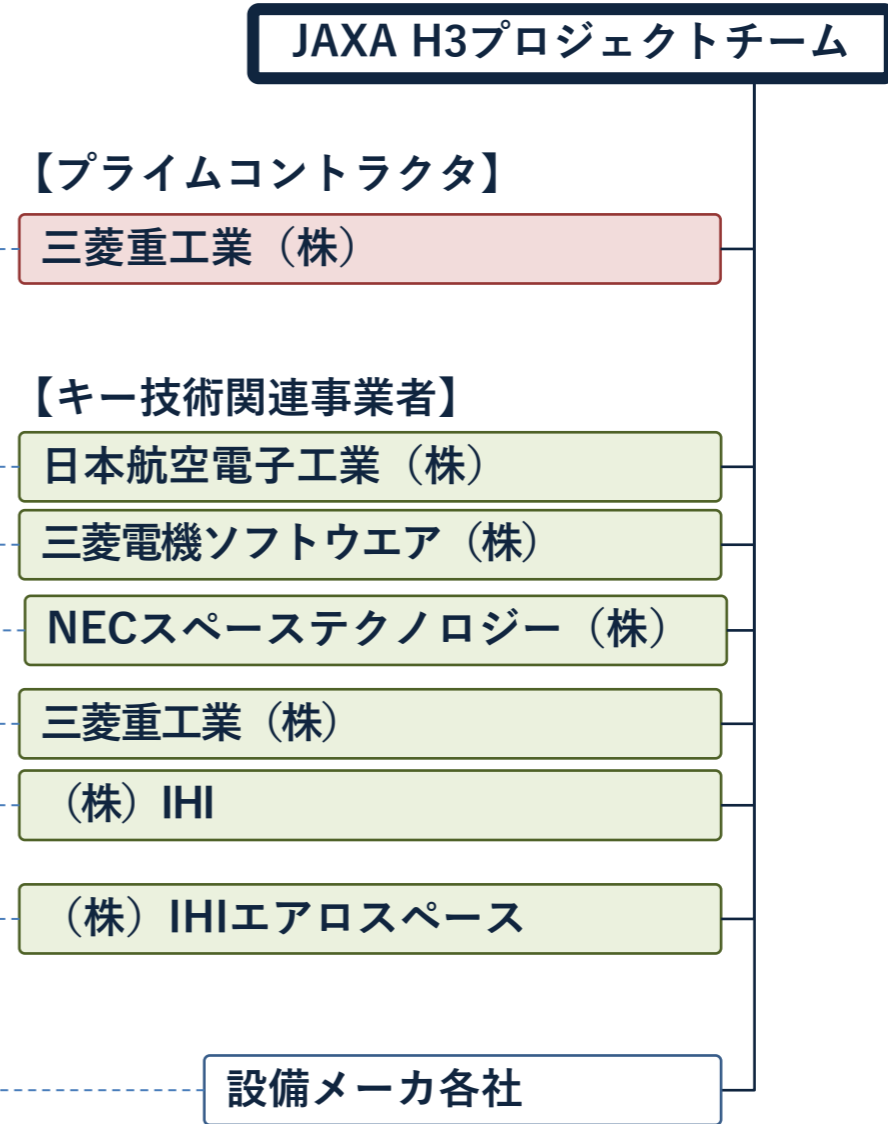 JAXA H3プロジェクトチーム
【プライムコントラクタ】
三菱重工業（株）
【キー技術関連事業者】
日本航空電子工業（株）
三菱電機ソフトウエア（株）
NECスペーステクノロジー（株）
三菱重工業（株）
（株）IHI
（株）IHIエアロスペース
設備メーカ各社